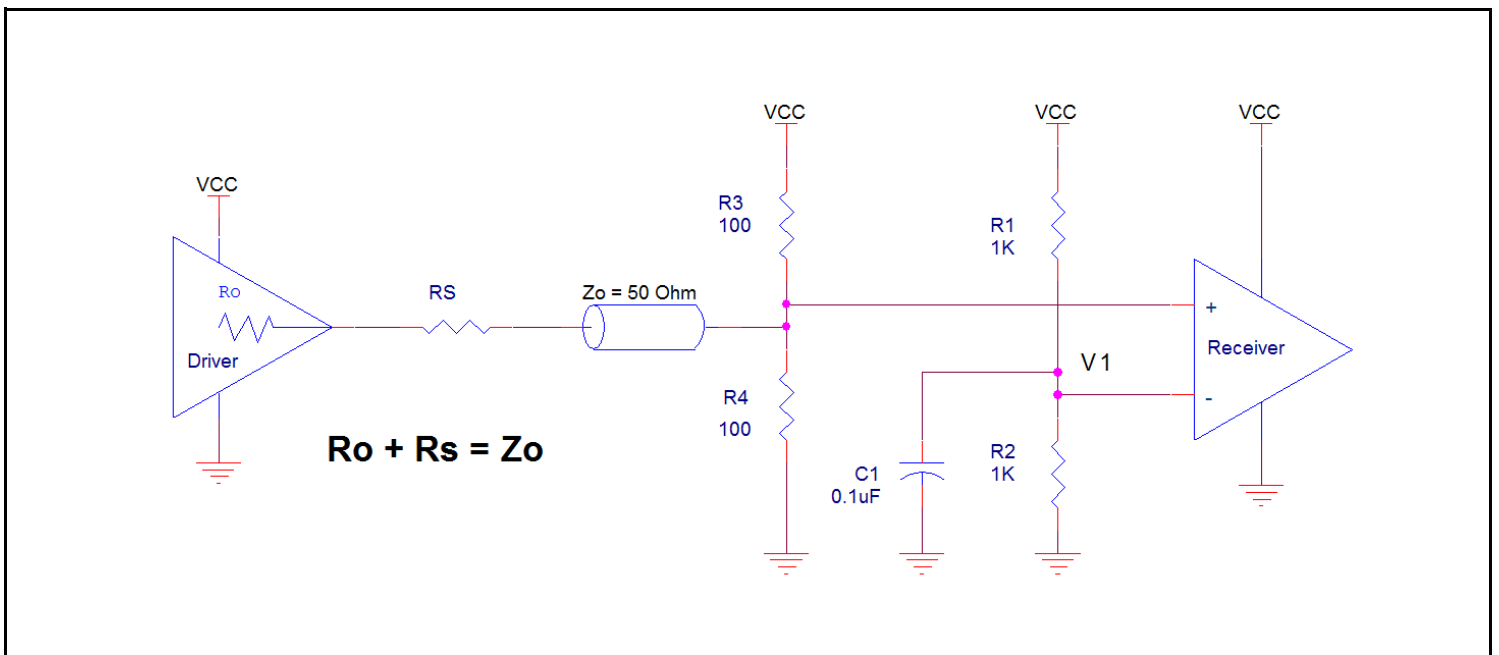 VCC
VCC
VCC
VCC
R3
100
R1
1K
Ro
RS
Zo = 50 Ohm
+
Receiver
Driver
V1
-
R4
100
Ro + Rs = Zo
R2
1K
C1
0.1uF